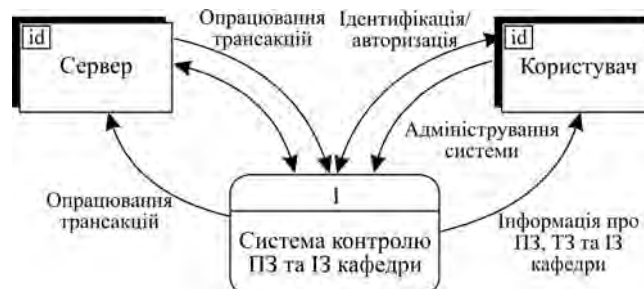 Опрацювання
трансакцій
Ідентифікація/
авторизація
id
Сервер
id
Користувач
Адміністрування
системи
Опрацювання
трансакцій
1
Система контролю
ПЗ та ІЗ кафедри
Інформація про
ПЗ, ТЗ та ІЗ
кафедри